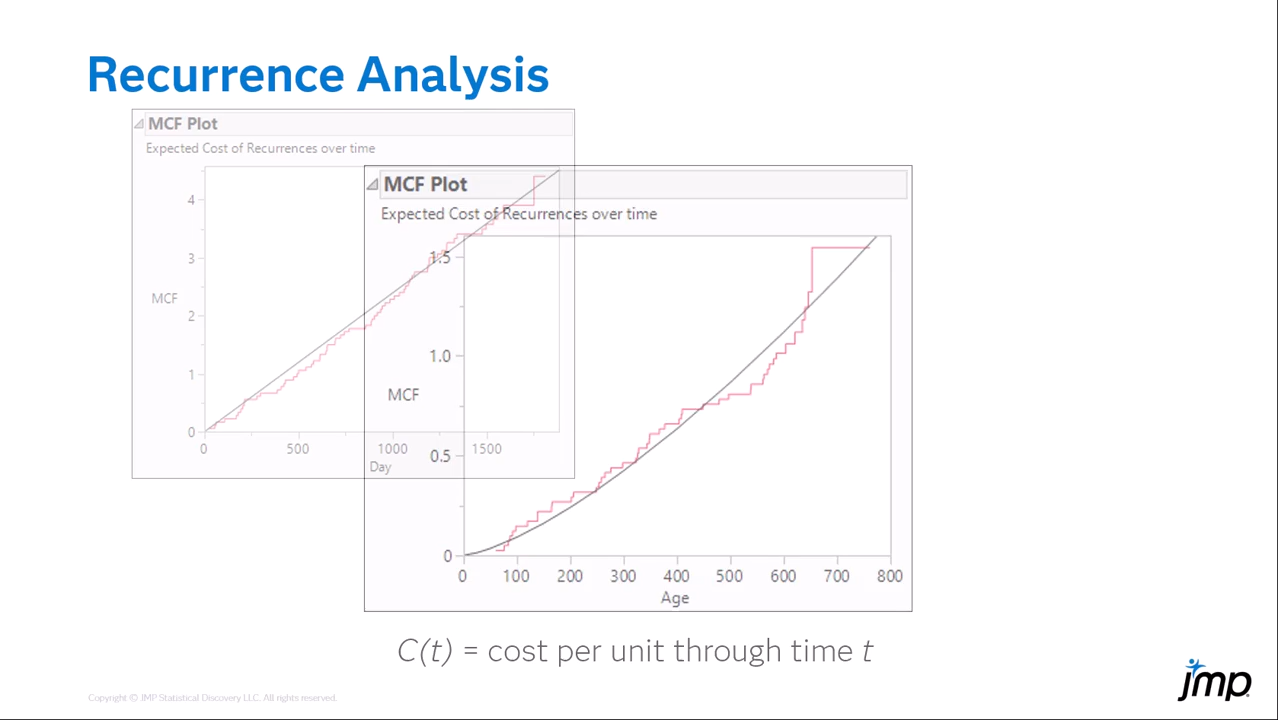 Recurrence Analysis
MCF Plot
Expected Cost of Recurrences over time
4
3
MCF
2
1
0
0 500 1000 1500
Day
MCF Plot
Expected Cost of Recurrences over time
1.5
1.0
MCF
0.5
0
0 100 200 300 400 500 600 700 800
Age
C(t) = cost per unit through time t
Copyright © JMP Statistical Discovery LLC. All rights reserved.
jmp